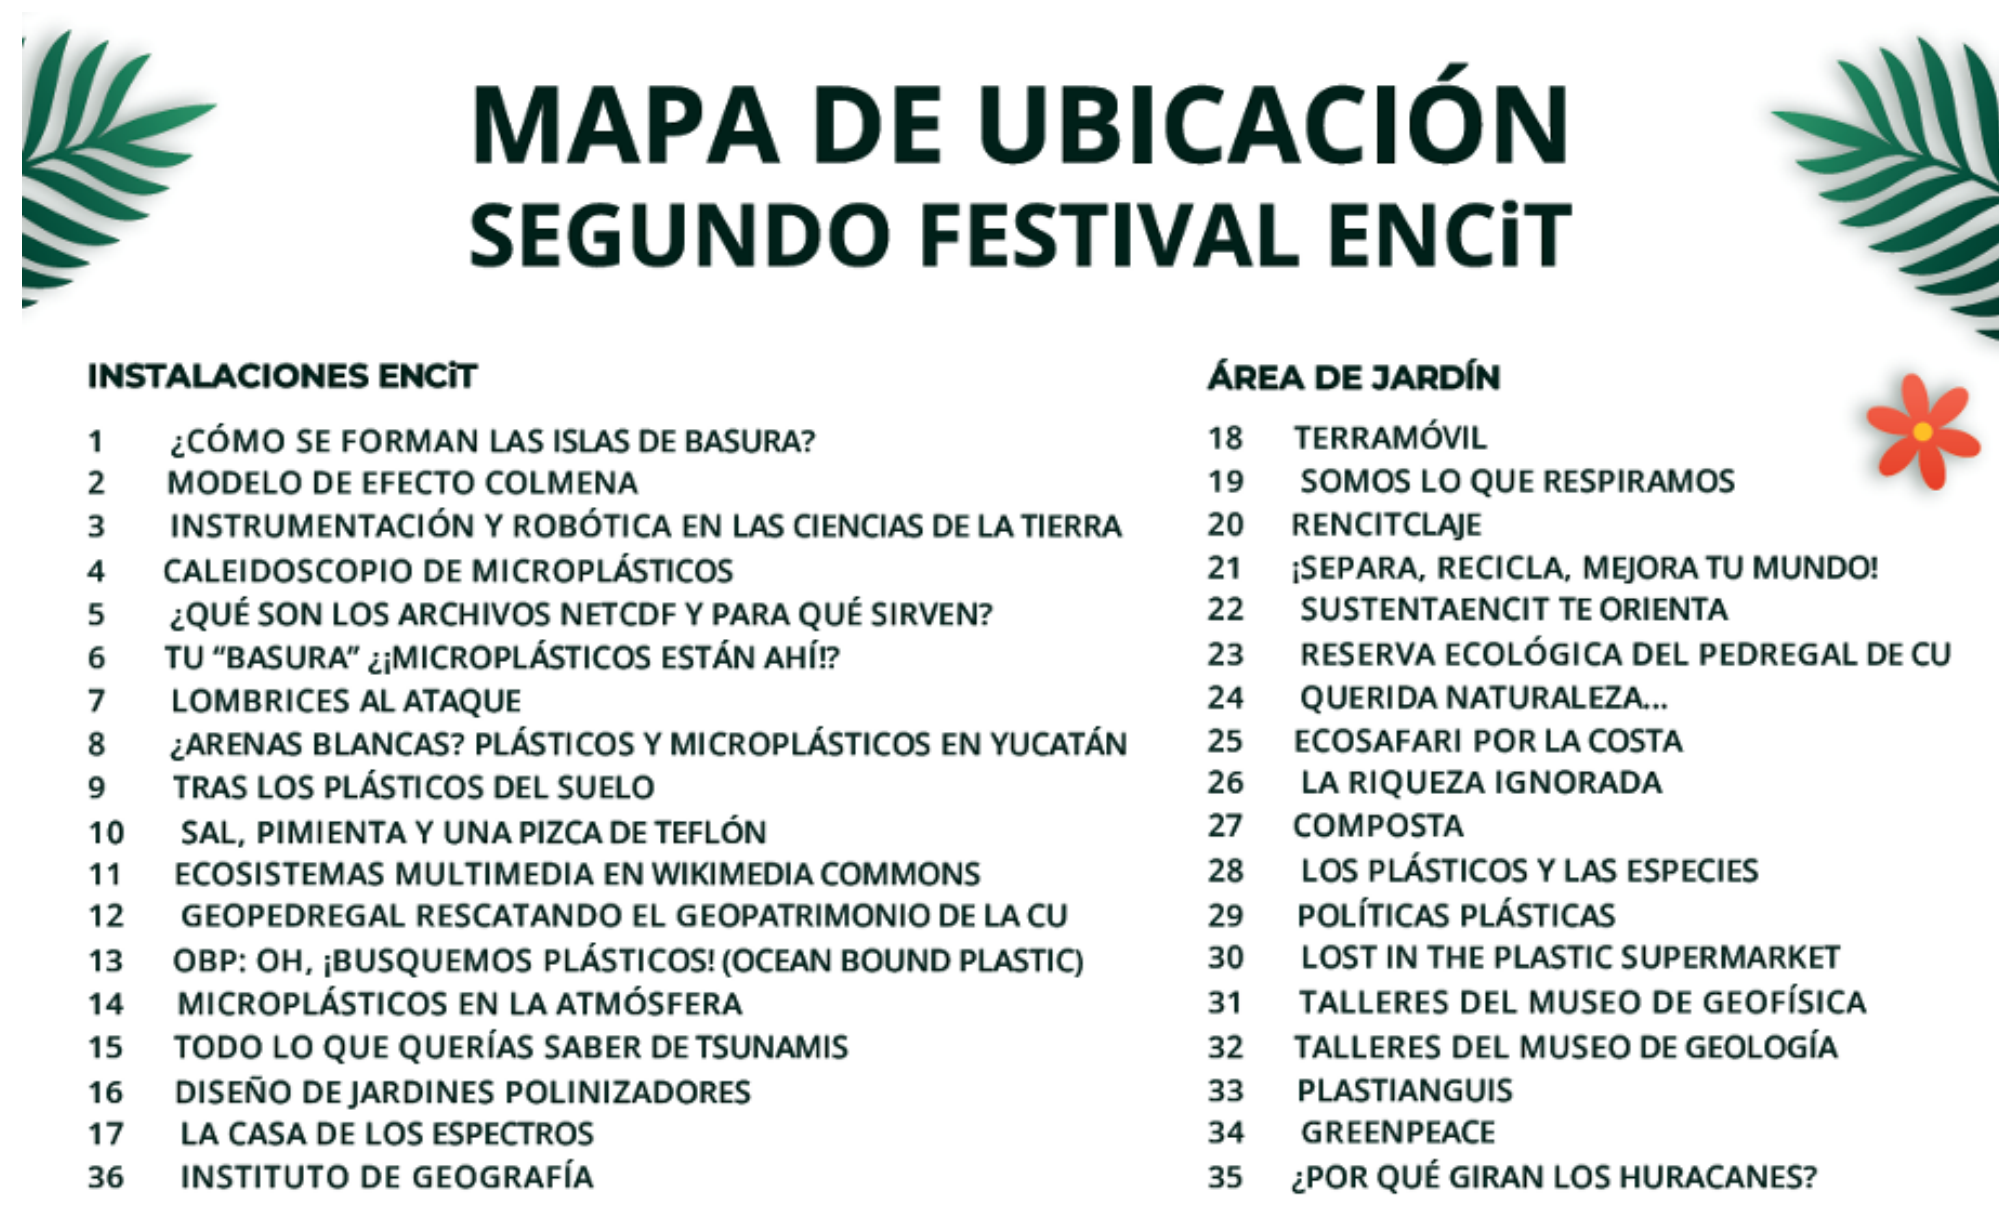 MAPA DE UBICACIÓN
SEGUNDO FESTIVAL ENCiT
INSTALACIONES ENCiT
1 ¿CÓMO SE FORMAN LAS ISLAS DE BASURA?
2 MODELO DE EFECTO COLMENA
3 INSTRUMENTACIÓN Y ROBÓTICA EN LAS CIENCIAS DE LA TIERRA
4 CALEIDOSCOPIO DE MICROPLÁSTICOS
5 ¿QUÉ SON LOS ARCHIVOS NETCDF Y PARA QUÉ SIRVEN?
6 TU “BASURA” ¿¡MICROPLÁSTICOS ESTÁN AHÍ!?
7 LOMBRICES AL ATAQUE
8 ¿ARENAS BLANCAS? PLÁSTICOS Y MICROPLÁSTICOS EN YUCATÁN
9 TRAS LOS PLÁSTICOS DEL SUELO
10 SAL, PIMIENTA Y UNA PIZCA DE TEFLÓN
11 ECOSISTEMAS MULTIMEDIA EN WIKIMEDIA COMMONS
12 GEOPEDREGAL RESCATANDO EL GEOPATRIMONIO DE LA CU
13 OBP: OH, ¡BUSQUEMOS PLÁSTICOS! (OCEAN BOUND PLASTIC)
14 MICROPLÁSTICOS EN LA ATMÓSFERA
15 TODO LO QUE QUERÍAS SABER DE TSUNAMIS
16 DISEÑO DE JARDINES POLINIZADORES
17 LA CASA DE LOS ESPECTROS
36 INSTITUTO DE GEOGRAFÍA
ÁREA DE JARDÍN
18 TERRAMÓVIL
19 SOMOS LO QUE RESPIRAMOS
20 RENCITCLAJE
21 ¡SEPARA, RECICLA, MEJORA TU MUNDO!
22 SUSTENTAENCIT TE ORIENTA
23 RESERVA ECOLÓGICA DEL PEDREGAL DE CU
24 QUERIDA NATURALEZA...
25 ECOSAFARI POR LA COSTA
26 LA RIQUEZA IGNORADA
27 COMPOSTA
28 LOS PLÁSTICOS Y LAS ESPECIES
29 POLÍTICAS PLÁSTICAS
30 LOST IN THE PLASTIC SUPERMARKET
31 TALLERES DEL MUSEO DE GEOFÍSICA
32 TALLERES DEL MUSEO DE GEOLOGÍA
33 PLASTIANGUIS
34 GREENPEACE
35 ¿POR QUÉ GIRAN LOS HURACANES?